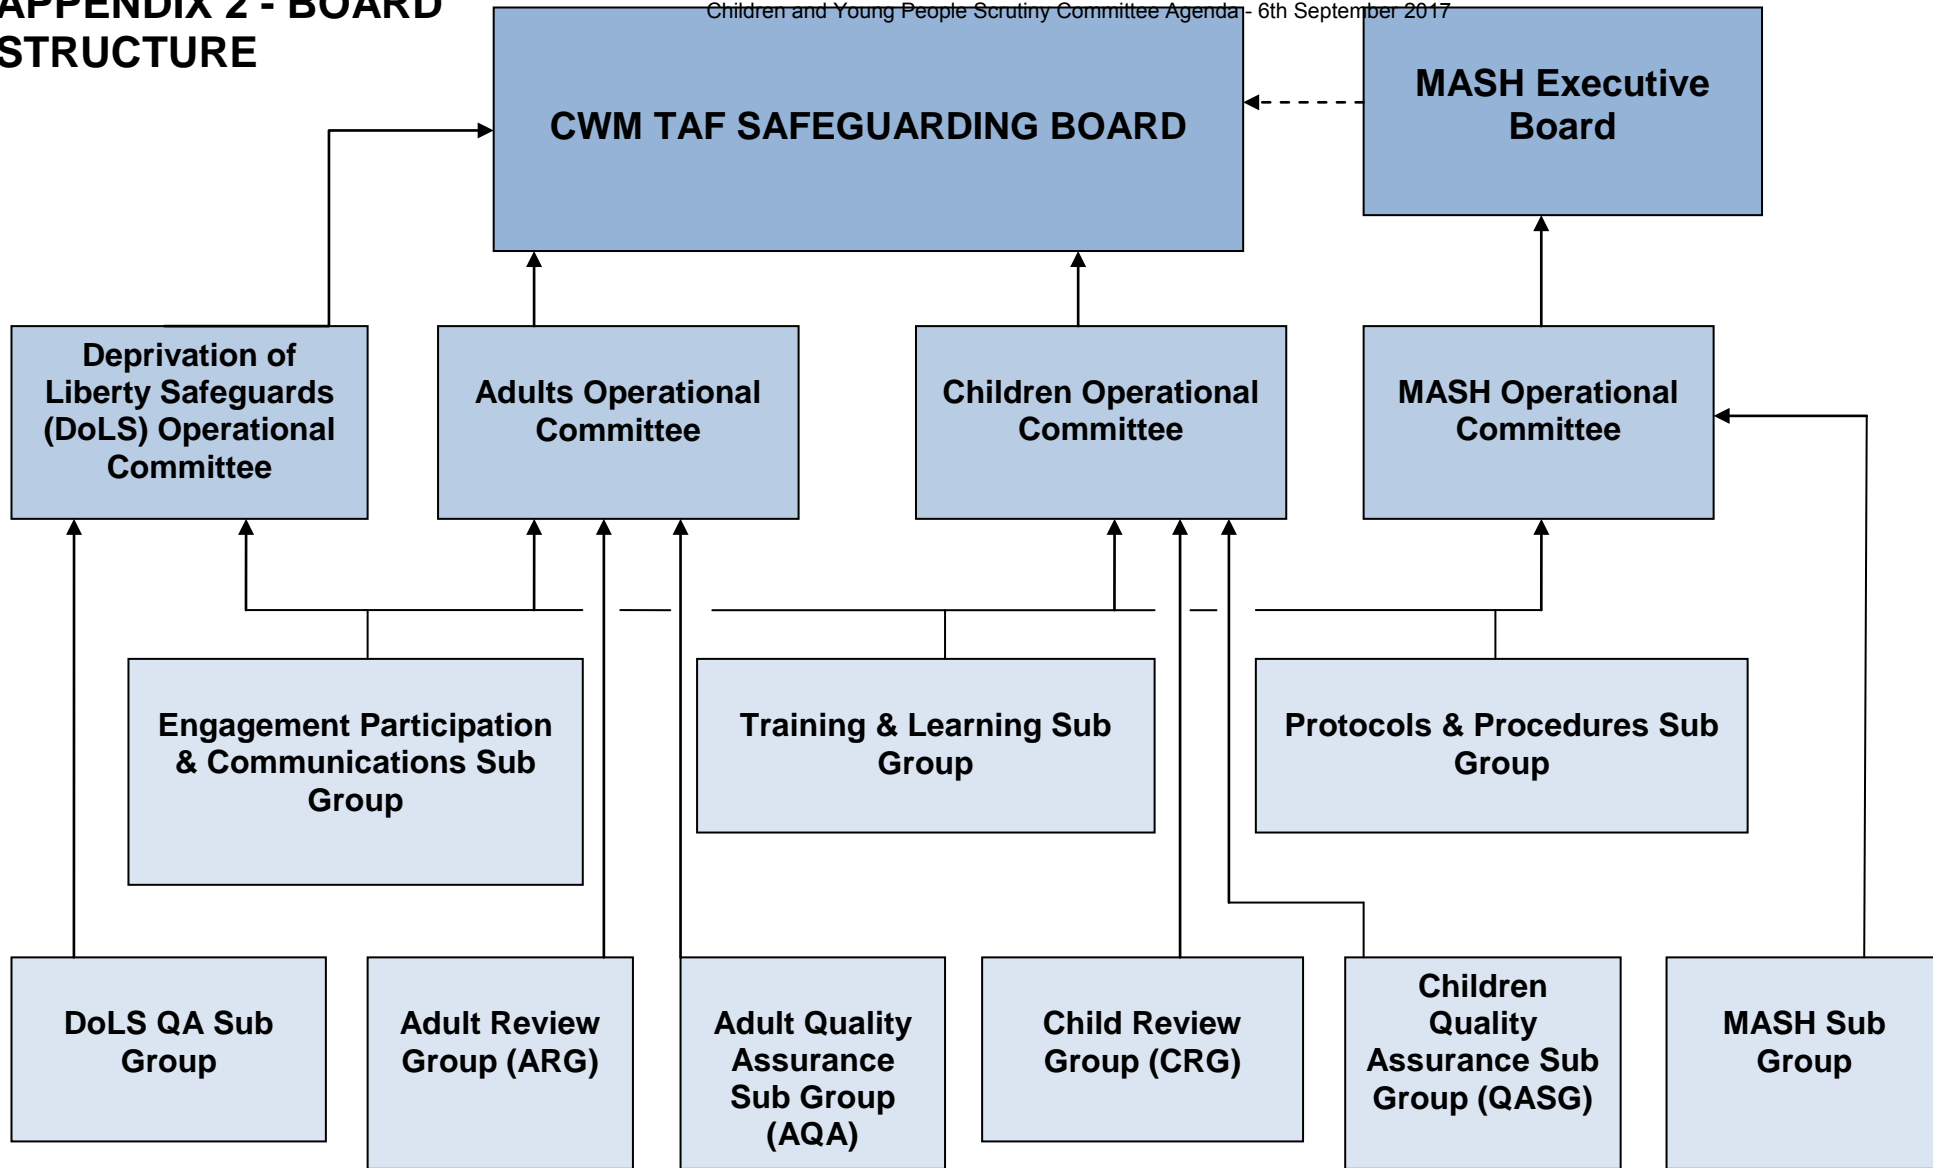 APPENDIX 2 - BOARD
STRUCTURE
Children and Young People Scrutiny Committee Agenda - 6th September 2017
CWM TAF SAFEGUARDING BOARD
MASH Executive
Board
Deprivation of
Liberty Safeguards
(DoLS) Operational
Committee
Adults Operational
Committee
Children Operational
Committee
MASH Operational
Committee
Engagement Participation
& Communications Sub
Group
Training & Learning Sub
Group
Protocols & Procedures Sub
Group
DoLS QA Sub
Group
Adult Review
Group (ARG)
Adult Quality
Assurance
Sub Group
(AQA)
Child Review
Group (CRG)
Children
Quality
Assurance Sub
Group (QASG)
MASH Sub
Group